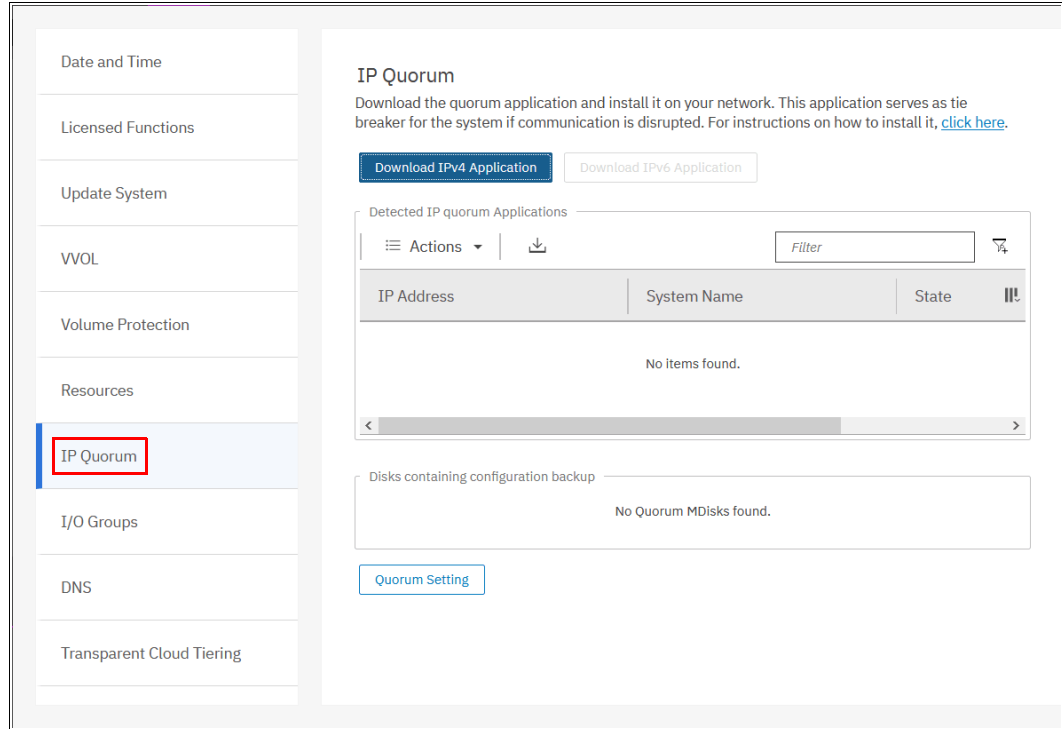 Date and Time
Licensed Functions
Update System
VVOL
Volume Protection
Resources
IP Quorum
I/O Groups
DNS
Transparent Cloud Tiering
IP Quorum
Download the quorum application and install it on your network. This application serves as tie
breaker for the system if communication is disrupted. For instructions on how to install it, click here.
Download IPv4 Application
Download IPv6 Application
Detected IP quorum Applications
Actions
Filter
IP Address
System Name
State
No items found.
Disks containing configuration backup
No Quorum MDisks found.
Quorum Setting